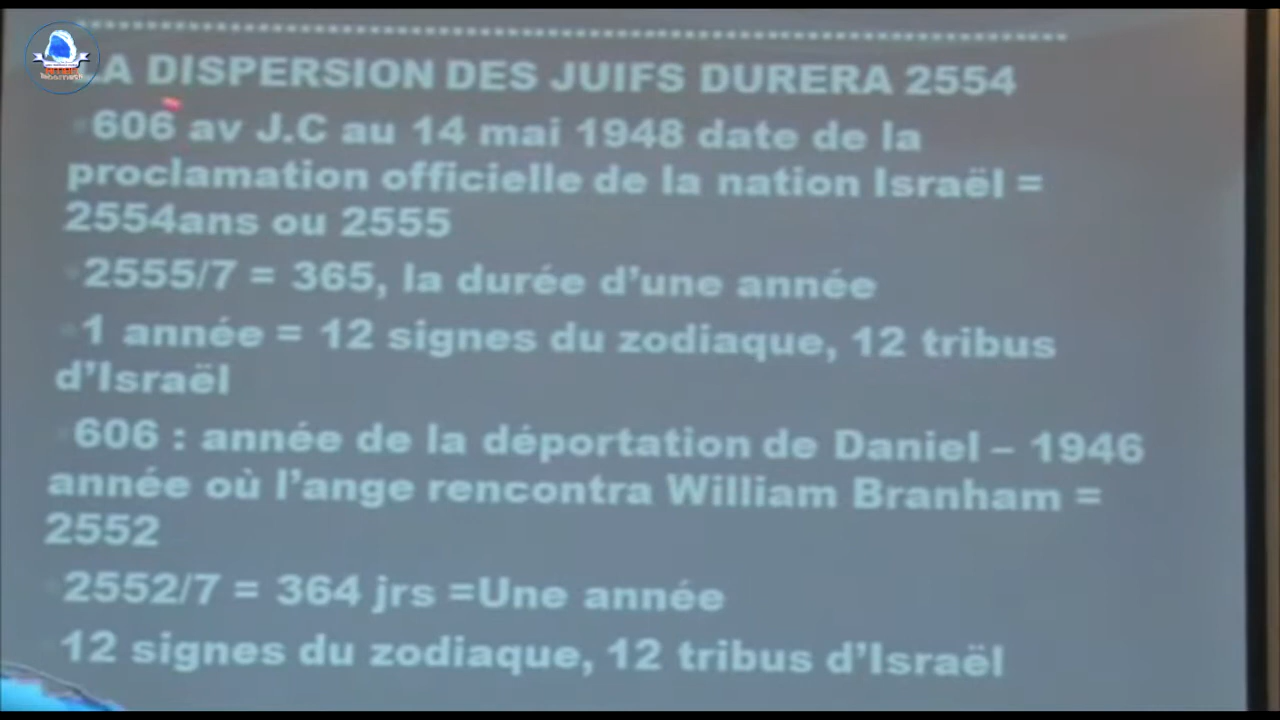 LA DISPERSION DES JUIFS DURERA 2554
606 av J.C au 14 mai 1948 date de la
proclamation officielle de la nation Israël =
2554ans ou 2555
2555/7 = 365, la durée d'une année
1 année = 12 signes du zodiaque, 12 tribus
d'Israël
606 : année de la déportation de Daniel – 1946
année où l'ange rencontra William Branham =
2552
2552/7 = 364 jrs =Une année
12 signes du zodiaque, 12 tribus d'Israël